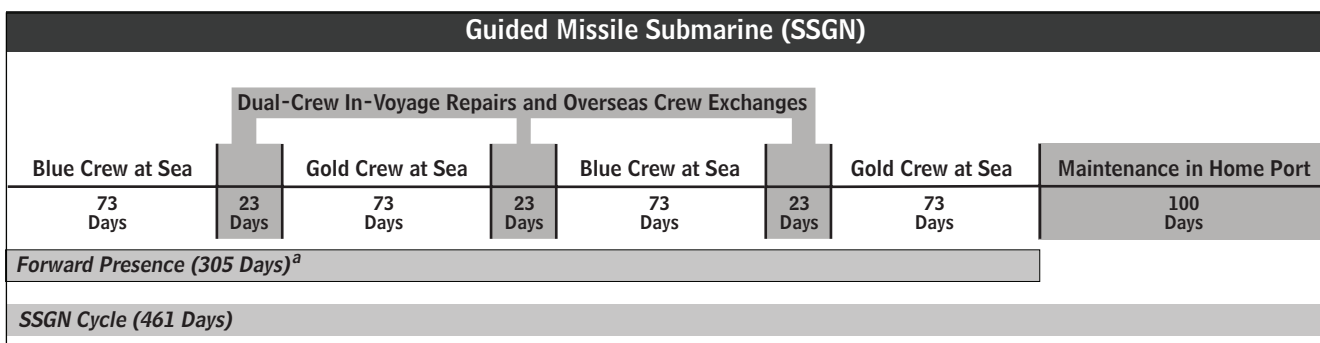 Guided Missile Submarine (SSGN)
Dual-Crew In-Voyage Repairs and Overseas Crew Exchanges
Blue Crew at Sea Gold Crew at Sea Blue Crew at Sea Gold Crew at Sea Maintenance in Home Port
73 23 73 23 73 23 73 100
Days Days Days Days Days Days Days Days
Forward Presence (305 Days)a
SSGN Cycle (461 Days)